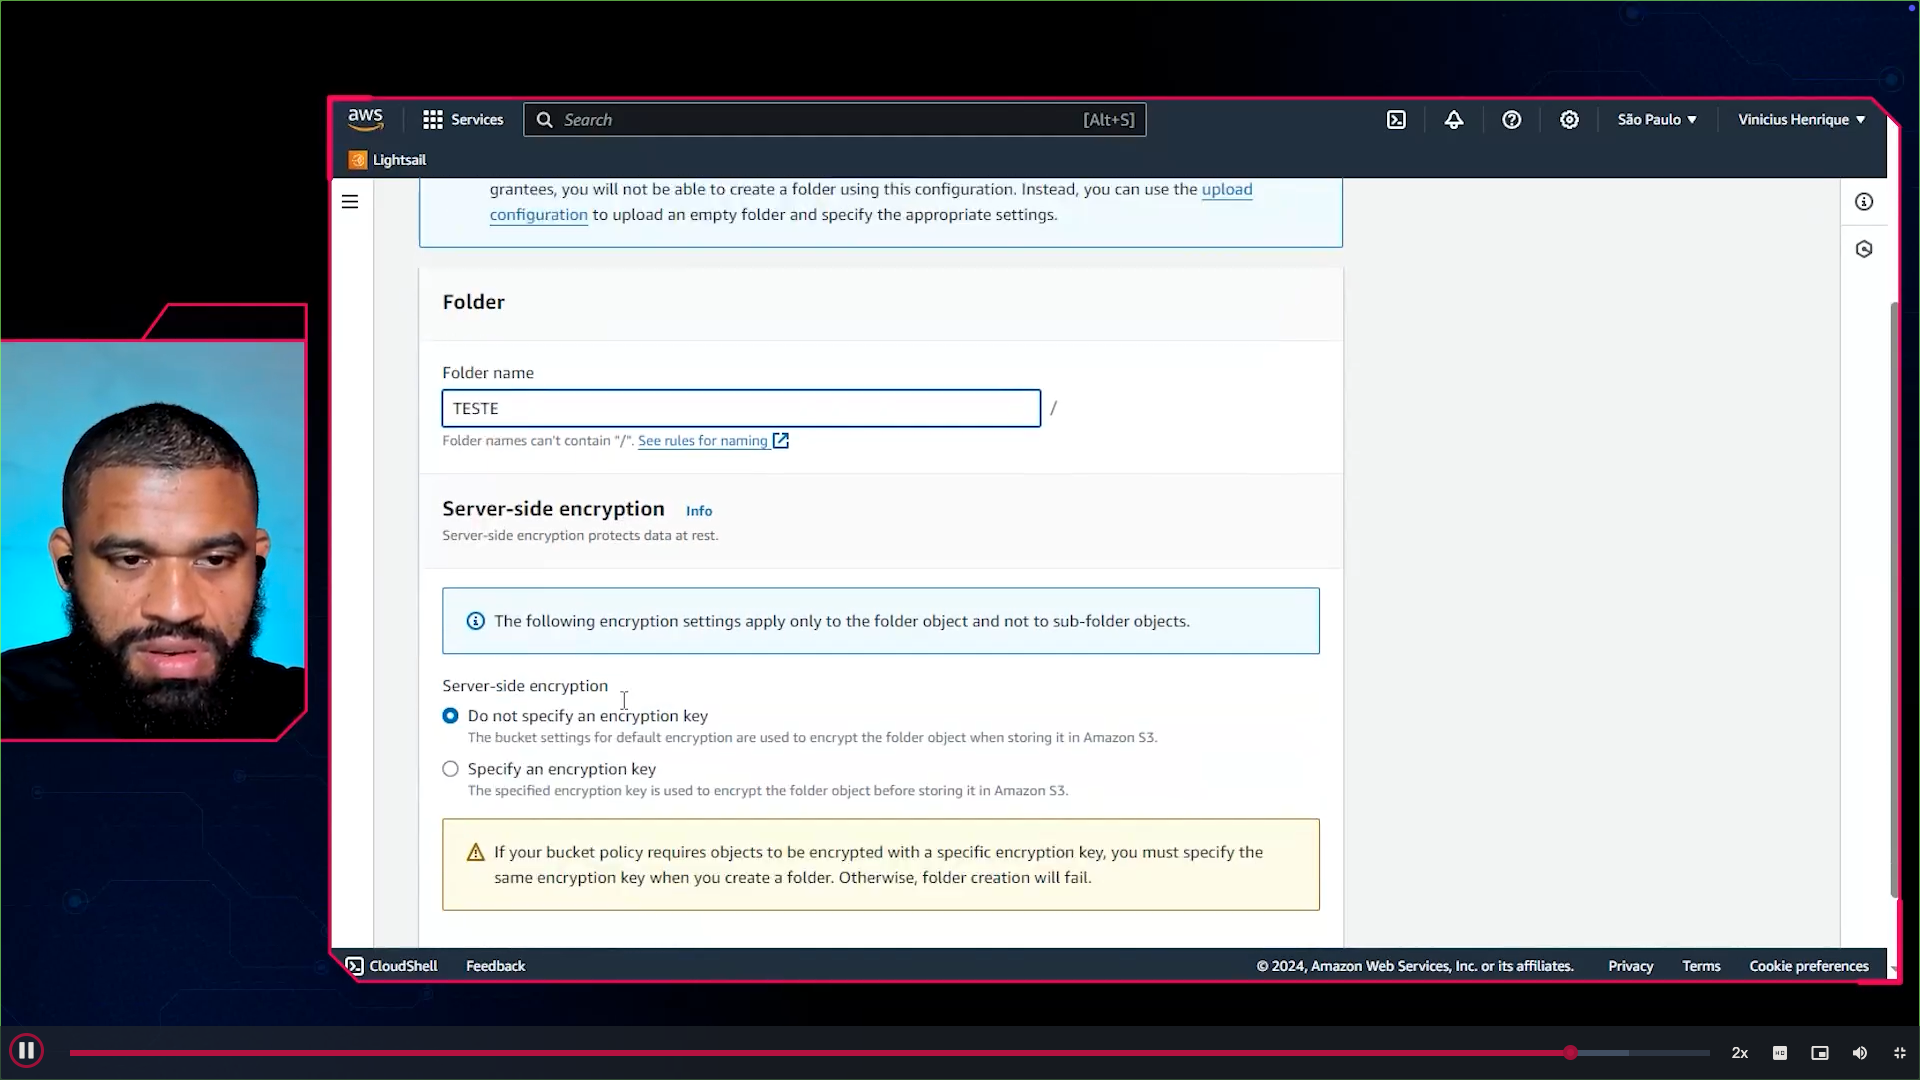 aws
Services
Search
[Alt+S]
São Paulo
Vinicius Henrique
Lightsail
grantees, you will not be able to create a folder using this configuration. Instead, you can use the upload
configuration to upload an empty folder and specify the appropriate settings.
Folder
Folder name
TESTE
/
Folder names can't contain "/". See rules for naming
Server-side encryption Info
Server-side encryption protects data at rest.
The following encryption settings apply only to the folder object and not to sub-folder objects.
Server-side encryption
Do not specify an encryption key
The bucket settings for default encryption are used to encrypt the folder object when storing it in Amazon S3.
Specify an encryption key
The specified encryption key is used to encrypt the folder object before storing it in Amazon S3.
If your bucket policy requires objects to be encrypted with a specific encryption key, you must specify the
same encryption key when you create a folder. Otherwise, folder creation will fail.
CloudShell
Feedback
© 2024, Amazon Web Services, Inc. or its affiliates.
Privacy
Terms
Cookie preferences
2x
HD